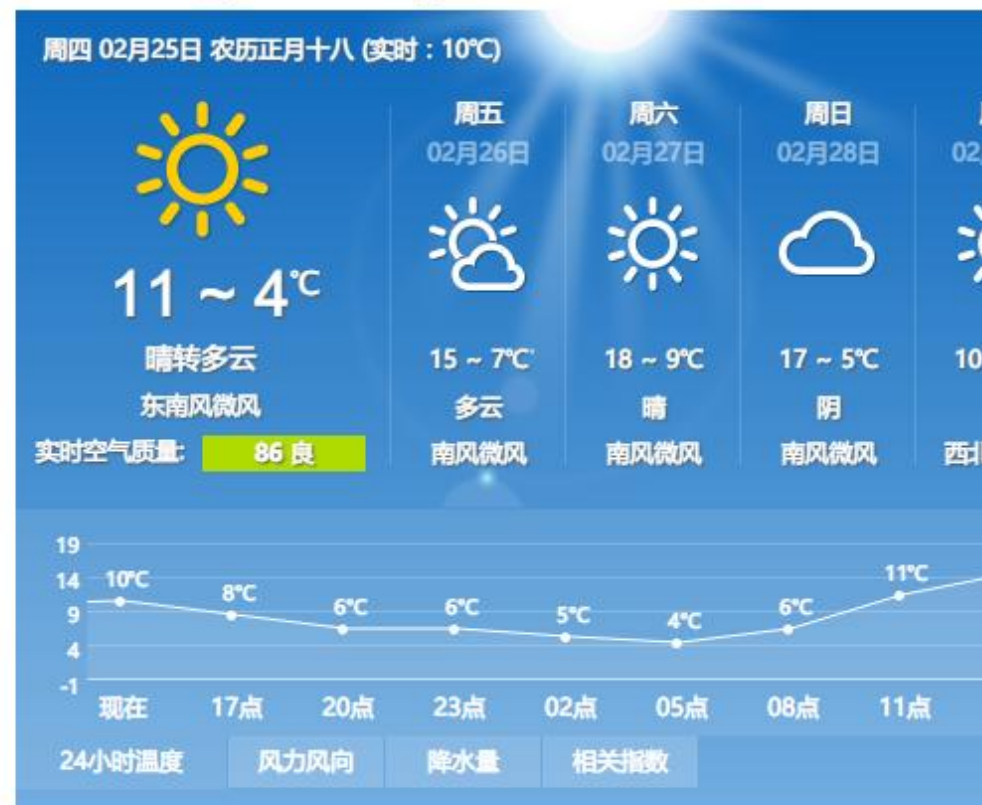 周四 02月25日 农历正月十八 (实时：10℃)
周五 周六 周日
02月26日 02月27日 02月28日 02
11 ~ 4℃
晴转多云 15 ~ 7℃ 18 ~ 9℃ 17 ~ 5℃ 10
东南风微风 多云 晴 阴
实时空气质量: 86 良 南风微风 南风微风 南风微风 西北
19
14 10℃ 8℃ 6℃ 6℃ 5℃ 4℃ 6℃ 11℃
9
4
-1
现在 17点 20点 23点 02点 05点 08点 11点
24小时温度 风力风向 降水量 相关指数